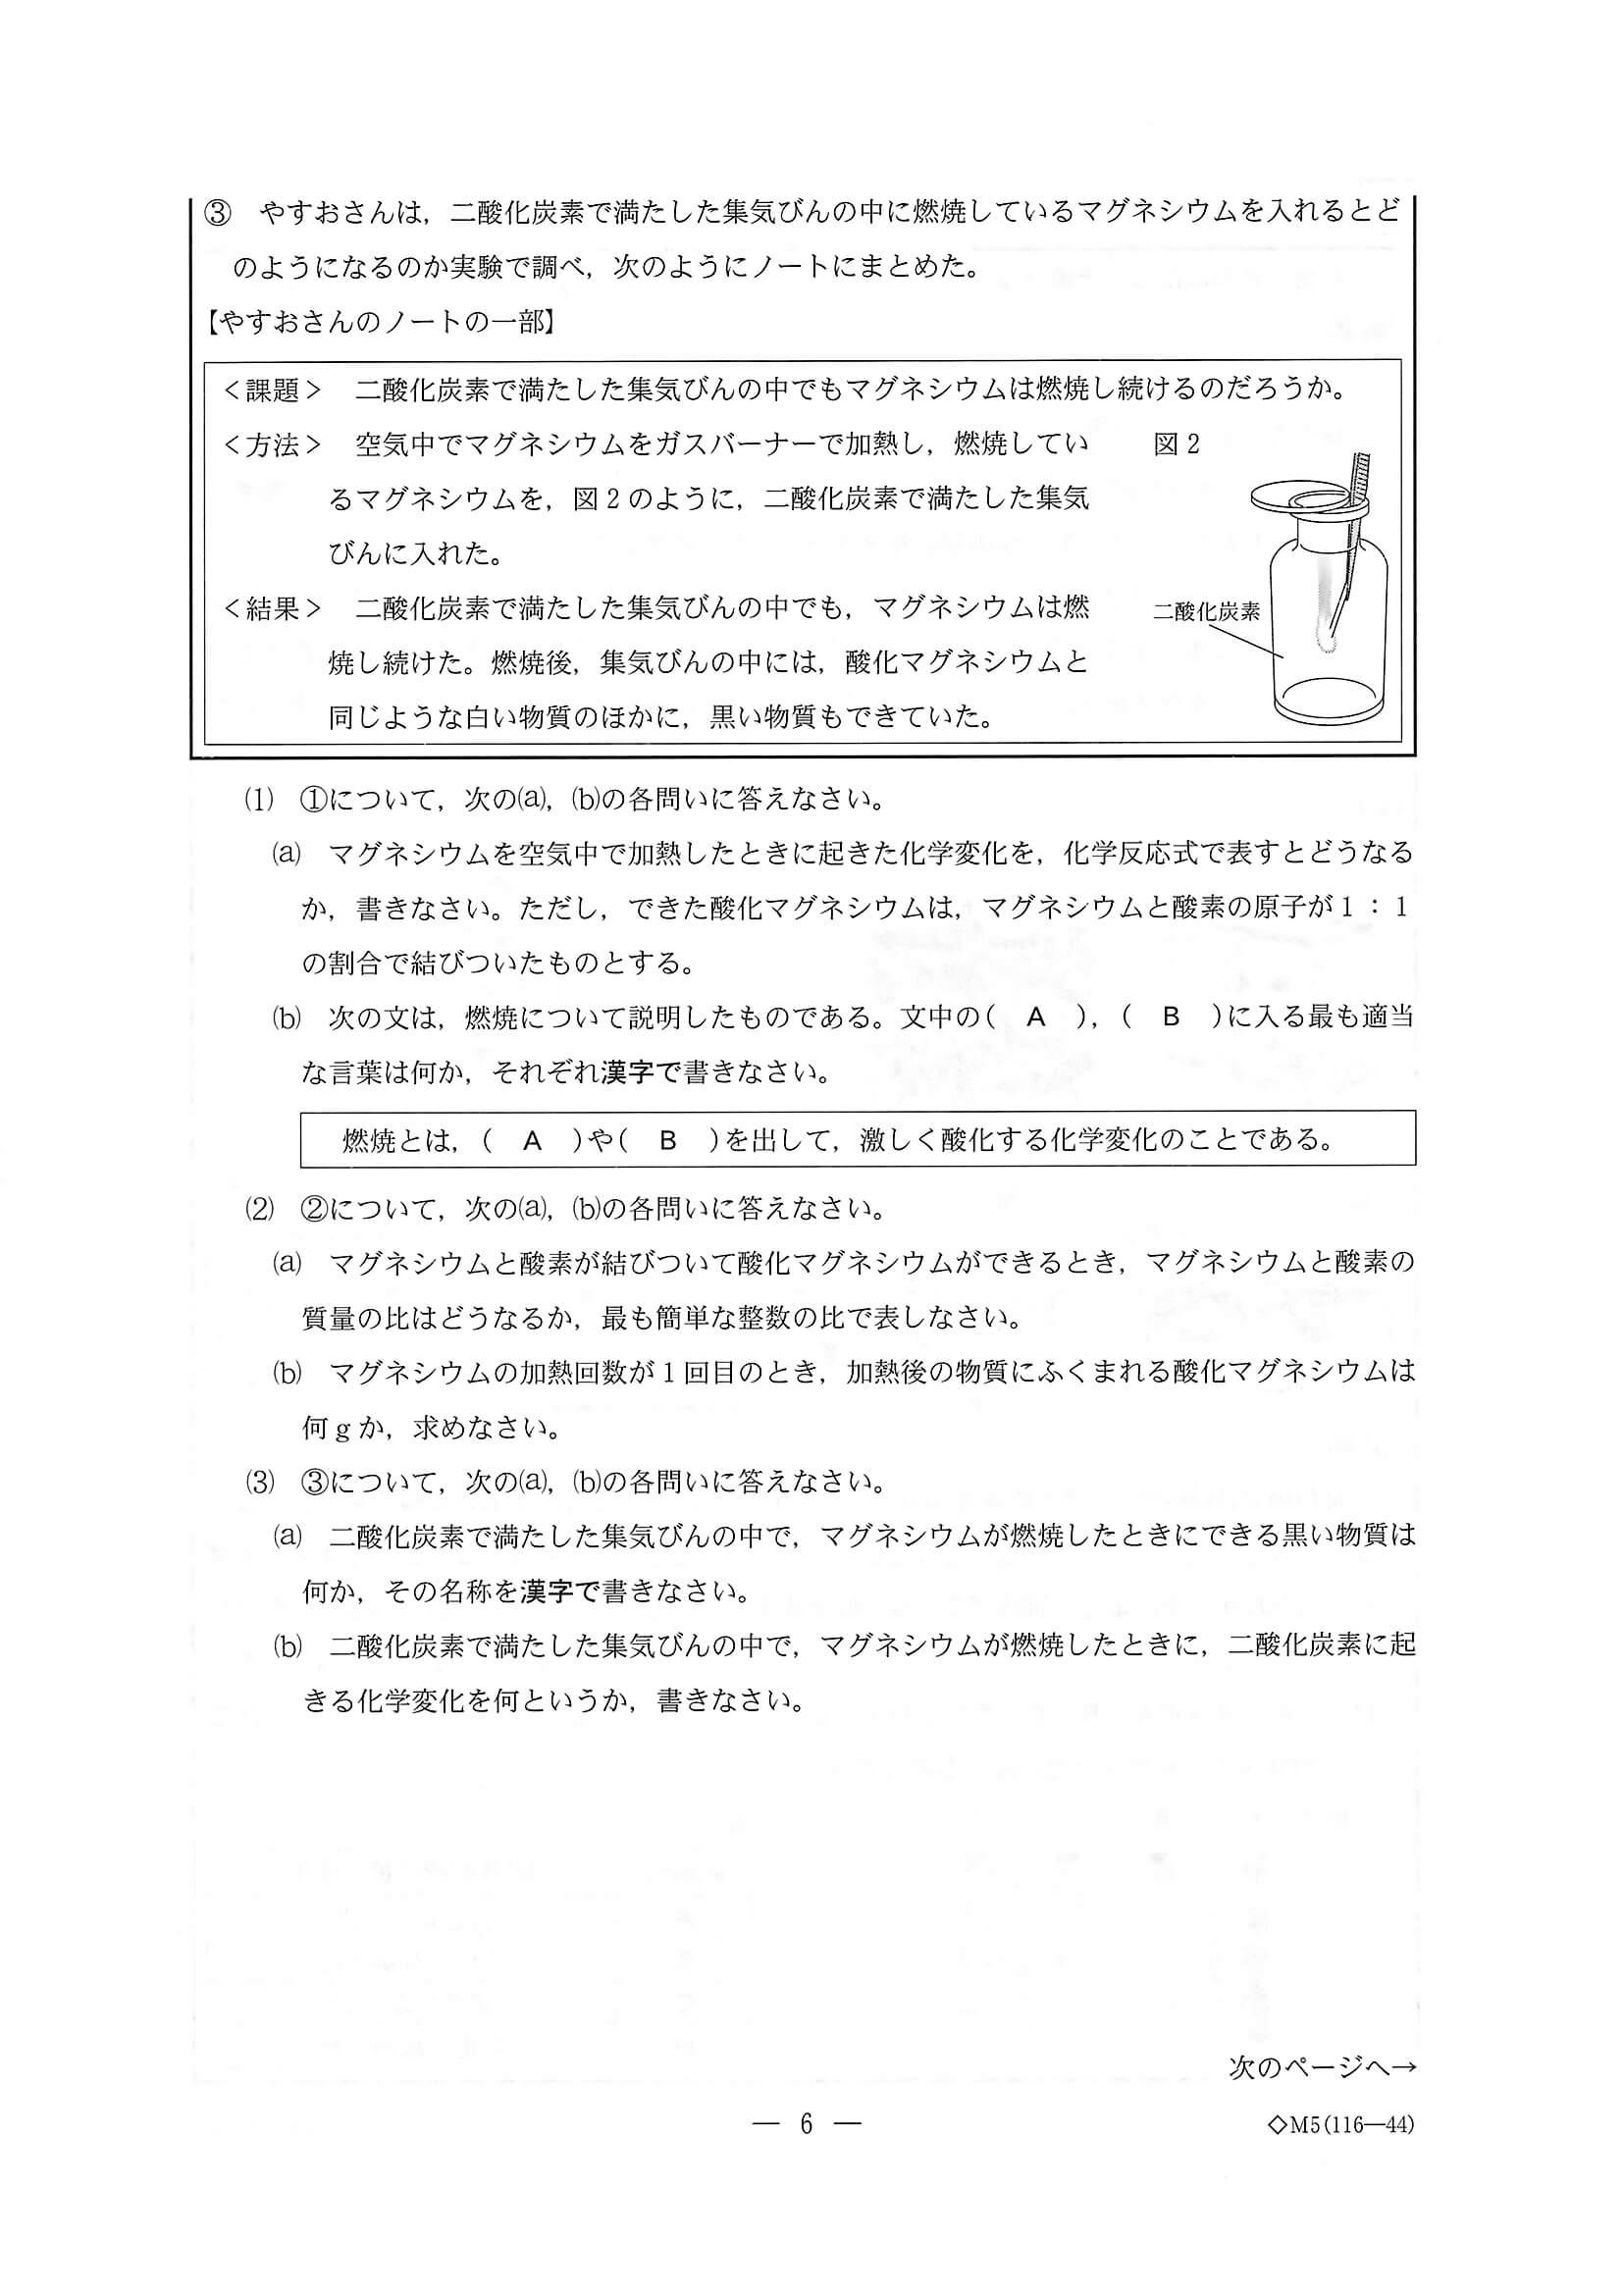 ③　やすおさんは，二酸化炭素で満たした集気びんの中に燃焼しているマグネシウムを入れるとど
のようになるのか実験で調べ，次のようにノートにまとめた。
【やすおさんのノートの一部】
＜課題＞　二酸化炭素で満たした集気びんの中でもマグネシウムは燃焼し続けるのだろうか。
＜方法＞　空気中でマグネシウムをガスバーナーで加熱し，燃焼してい
るマグネシウムを，図2のように，二酸化炭素で満たした集気
びんに入れた。
＜結果＞　二酸化炭素で満たした集気びんの中でも，マグネシウムは燃
焼し続けた。燃焼後，集気びんの中には，酸化マグネシウムと
同じような白い物質のほかに，黒い物質もできていた。
図2
二酸化炭素
(1)　①について，次の(a)，(b)の各問いに答えなさい。
(a)　マグネシウムを空気中で加熱したときに起きた化学変化を，化学反応式で表すとどうなる
か，書きなさい。ただし，できた酸化マグネシウムは，マグネシウムと酸素の原子が1：1
の割合で結びついたものとする。
(b)　次の文は，燃焼について説明したものである。文中の(　A　)，(　B　)に入る最も適当
な言葉は何か，それぞれ漢字で書きなさい。
燃焼とは，(　A　)や(　B　)を出して，激しく酸化する化学変化のことである。
(2)　②について，次の(a)，(b)の各問いに答えなさい。
(a)　マグネシウムと酸素が結びついて酸化マグネシウムができるとき，マグネシウムと酸素の
質量の比はどうなるか，最も簡単な整数の比で表しなさい。
(b)　マグネシウムの加熱回数が1回目のとき，加熱後の物質にふくまれる酸化マグネシウムは
何gか，求めなさい。
(3)　③について，次の(a)，(b)の各問いに答えなさい。
(a)　二酸化炭素で満たした集気びんの中で，マグネシウムが燃焼したときにできる黒い物質は
何か，その名称を漢字で書きなさい。
(b)　二酸化炭素で満たした集気びんの中で，マグネシウムが燃焼したときに，二酸化炭素に起
きる化学変化を何というか，書きなさい。
次のページへ→
― 6 ―
◇M5(116―44)